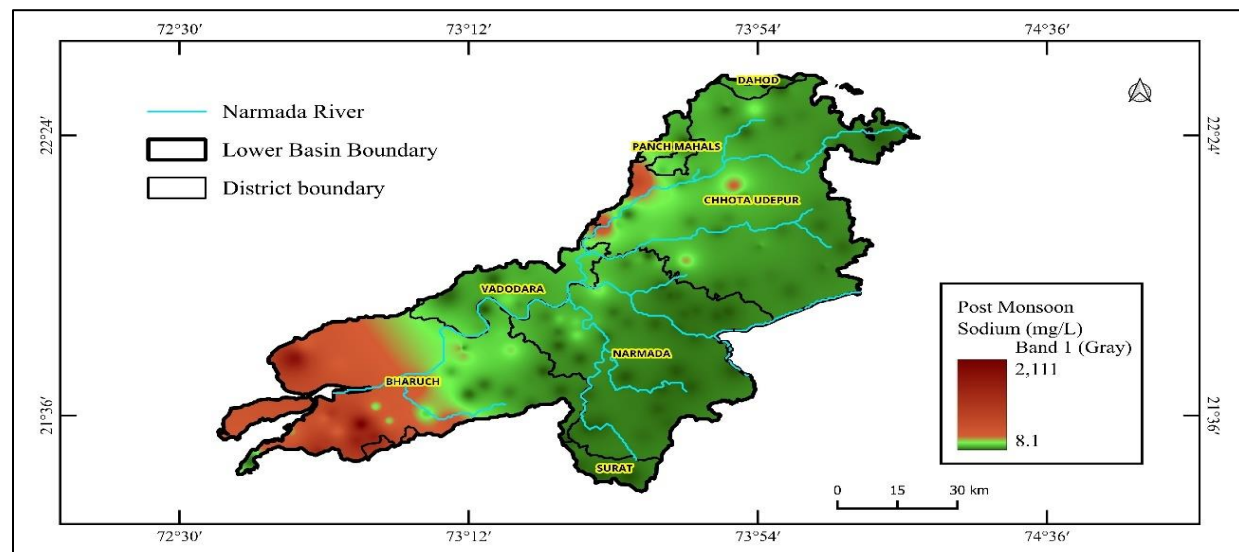 72°30′ 73°12′ 73°54′ 74°36′
DAHOD
Narmada River
22°24′ 22°24′
Lower Basin Boundary
PANCH MAHALS
District boundary
CHHOTA UDEPUR
VADODARA
Post Monsoon
Sodium (mg/L)
Band 1 (Gray)
2,111
NARMADA
BHARUCH
21°36′ 21°36′
8.1
SURAT
0 15 30 km
72°30′ 73°12′ 73°54′ 74°36′